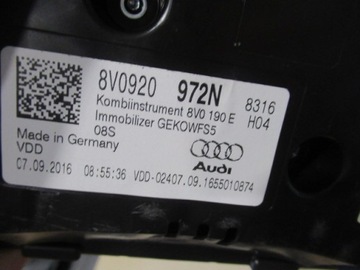 8V0920 972N 8316
Kombiinstrument 8V0 190 E H04
Immobilizer GEKOWFS5
08S
Made in Germany
VDD
Audi
07.09.2016 08:55:36 VDD-02407.09.1655010874